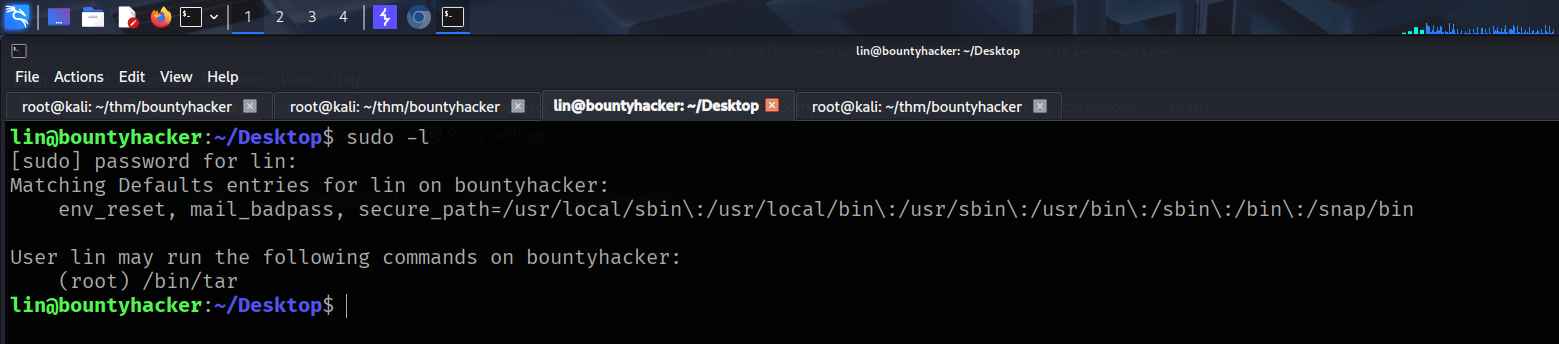 1 2 3 4
lin@bountyhacker: ~/Desktop
File Actions Edit View Help
root@kali: ~/thm/bountyhacker root@kali: ~/thm/bountyhacker lin@bountyhacker: ~/Desktop root@kali: ~/thm/bountyhacker
lin@bountyhacker:~/Desktop$ sudo -l
[sudo] password for lin:
Matching Defaults entries for lin on bountyhacker:
    env_reset, mail_badpass, secure_path=/usr/local/sbin\:/usr/local/bin\:/usr/sbin\:/usr/bin\:/sbin\:/bin\:/snap/bin
User lin may run the following commands on bountyhacker:
    (root) /bin/tar
lin@bountyhacker:~/Desktop$